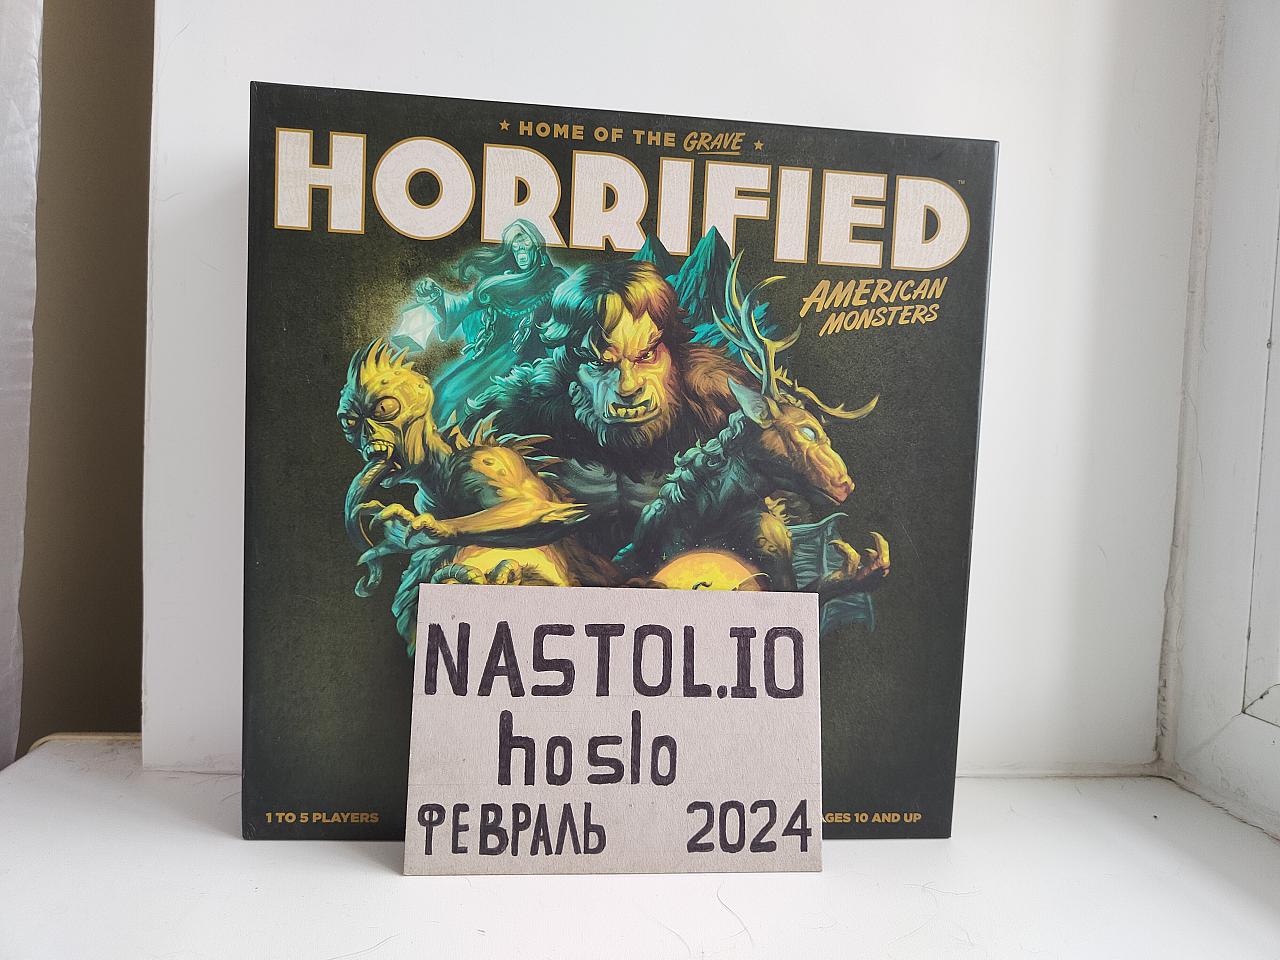 ★ HOME OF THE GRAVE ★
HORRIFIED™
AMERICAN
MONSTERS
NASTOL.IO
hoslo
ФЕВРАЛЬ 2024
1 TO 5 PLAYERS
AGES 10 AND UP